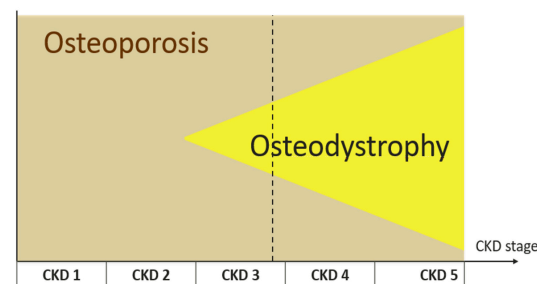 Osteoporosis
Osteodystrophy
CKD stage
CKD 1 CKD 2 CKD 3 CKD 4 CKD 5